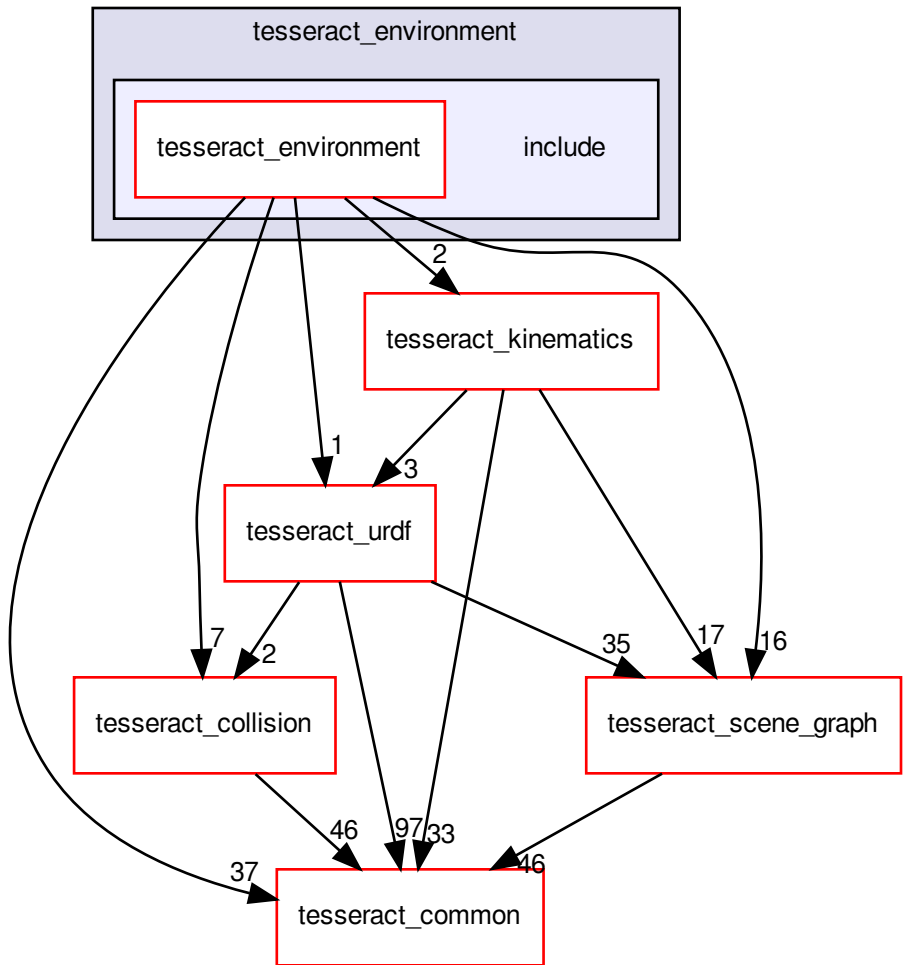 tesseract_environment
tesseract_environment
include
2
tesseract_kinematics
1
3
tesseract_urdf
7
2
35
17
16
tesseract_collision
tesseract_scene_graph
46
97
33
46
37
tesseract_common